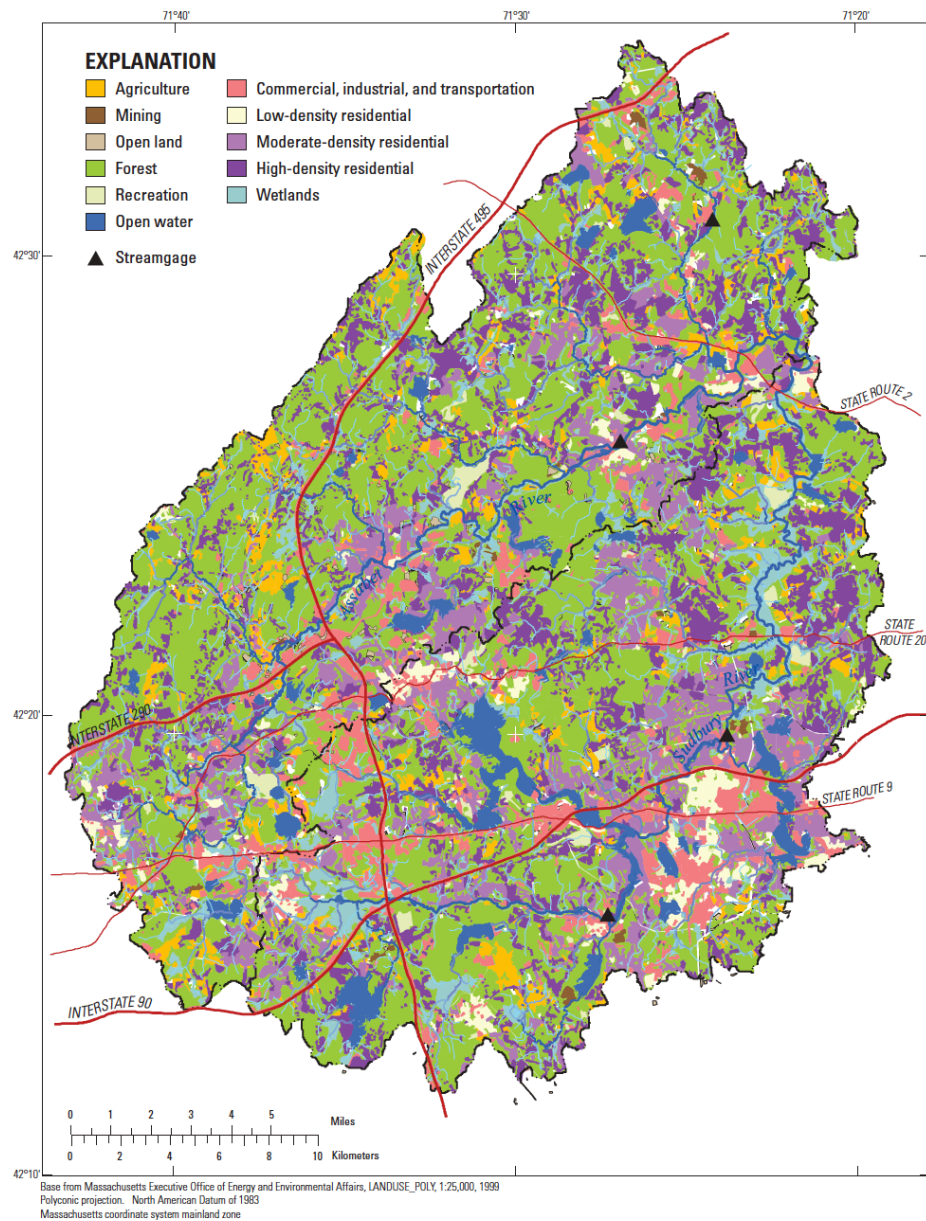 71°40'
71°30'
71°20'
EXPLANATION
Agriculture
Mining
Open land
Forest
Recreation
Open water
Streamgage
Commercial, industrial, and transportation
Low-density residential
Moderate-density residential
High-density residential
Wetlands
42°30'
INTERSTATE 495
STATE ROUTE 2
River
Assabet
STATE
ROUTE 20
River
Sudbury
42°20'
INTERSTATE 290
STATE ROUTE 9
INTERSTATE 90
0 1 2 3 4 5 Miles
0 2 4 6 8 10 Kilometers
42°10'
Base from Massachusetts Executive Office of Energy and Environmental Affairs, LANDUSE_POLY, 1:25,000, 1999
Polyconic projection. North American Datum of 1983
Massachusetts coordinate system mainland zone